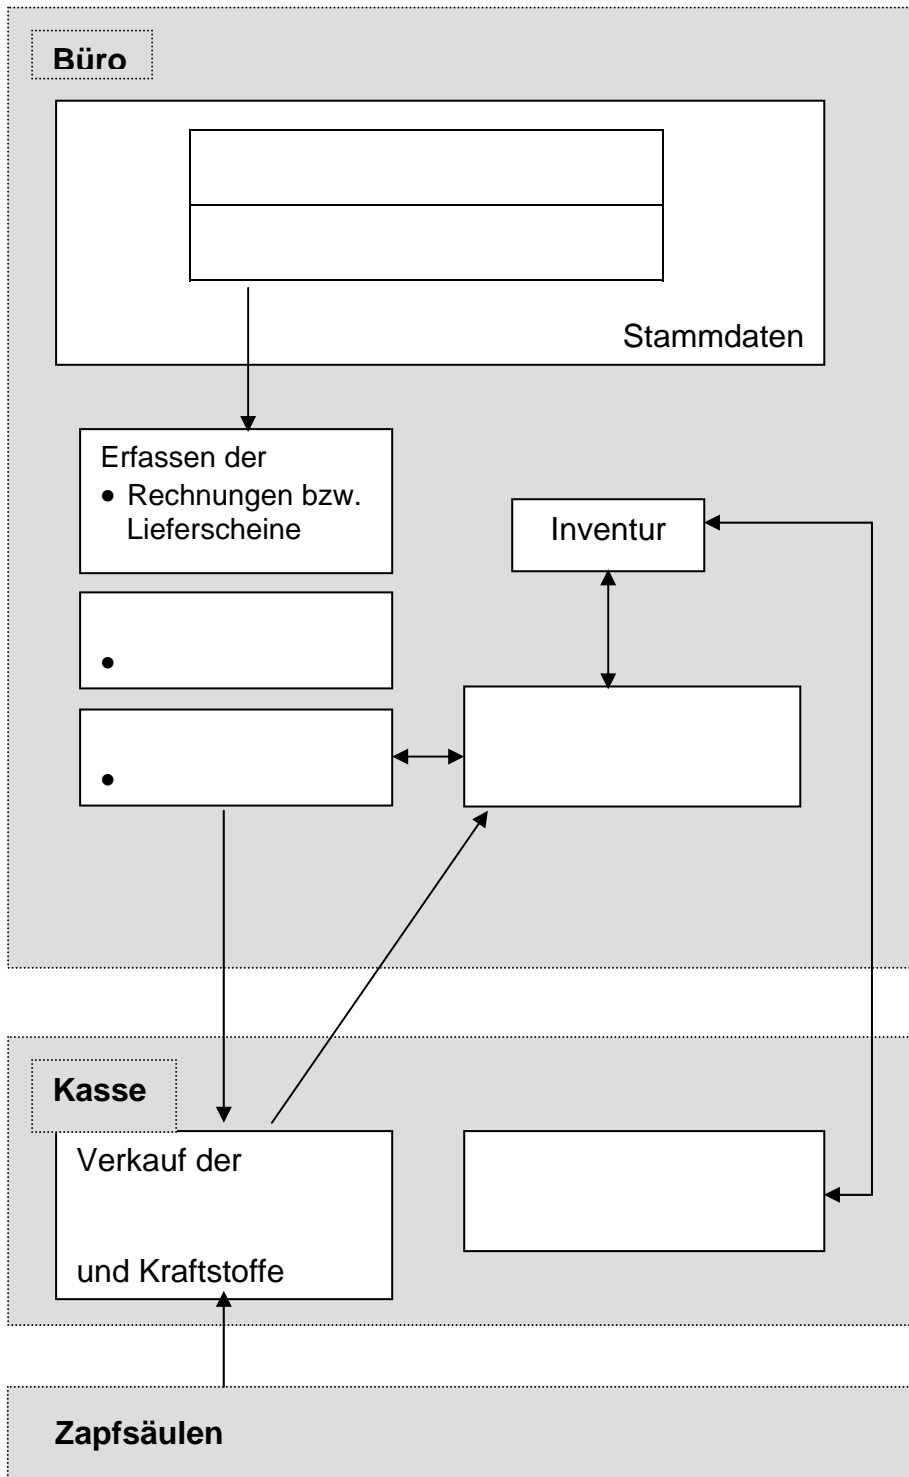 Büro
Stammdaten
Erfassen der
• Rechnungen bzw.
Lieferscheine
Inventur
•
•
Kasse
Verkauf der
und Kraftstoffe
Zapfsäulen